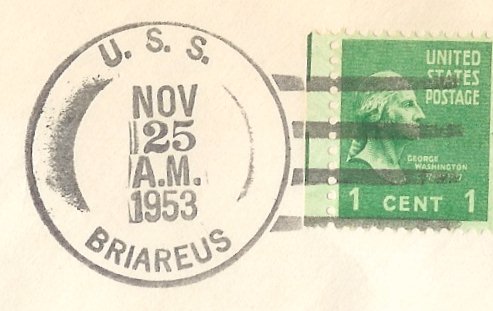 U. S. S.
NOV
25
A.M.
1953
BRIAREUS
UNITED
STATES
POSTAGE
GEORGE
WASHINGTON
1 CENT 1